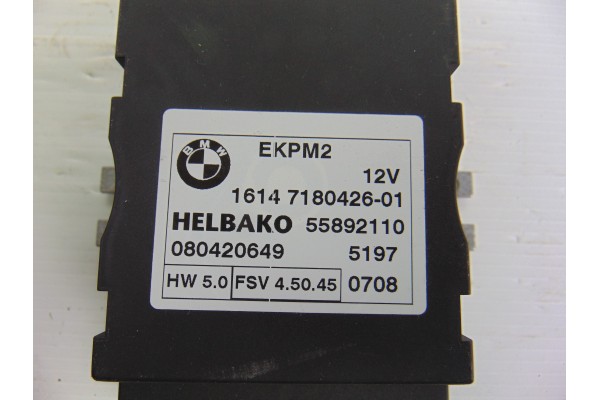 BMW
EKPM2
12V
1614 7180426-01
HELBAKO 55892110
080420649 5197
HW 5.0 FSV 4.50.45 0708